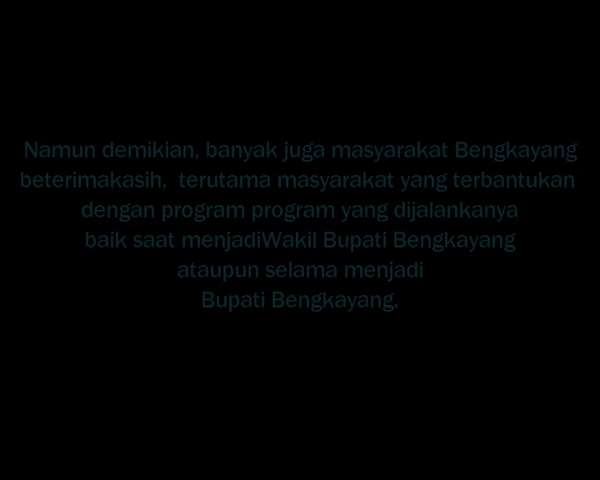 Namun demikian, banyak juga masyarakat Bengkayang
beterimakasih,  terutama masyarakat yang terbantukan
dengan program program yang dijalankanya
baik saat menjadiWakil Bupati Bengkayang
ataupun selama menjadi
Bupati Bengkayang.